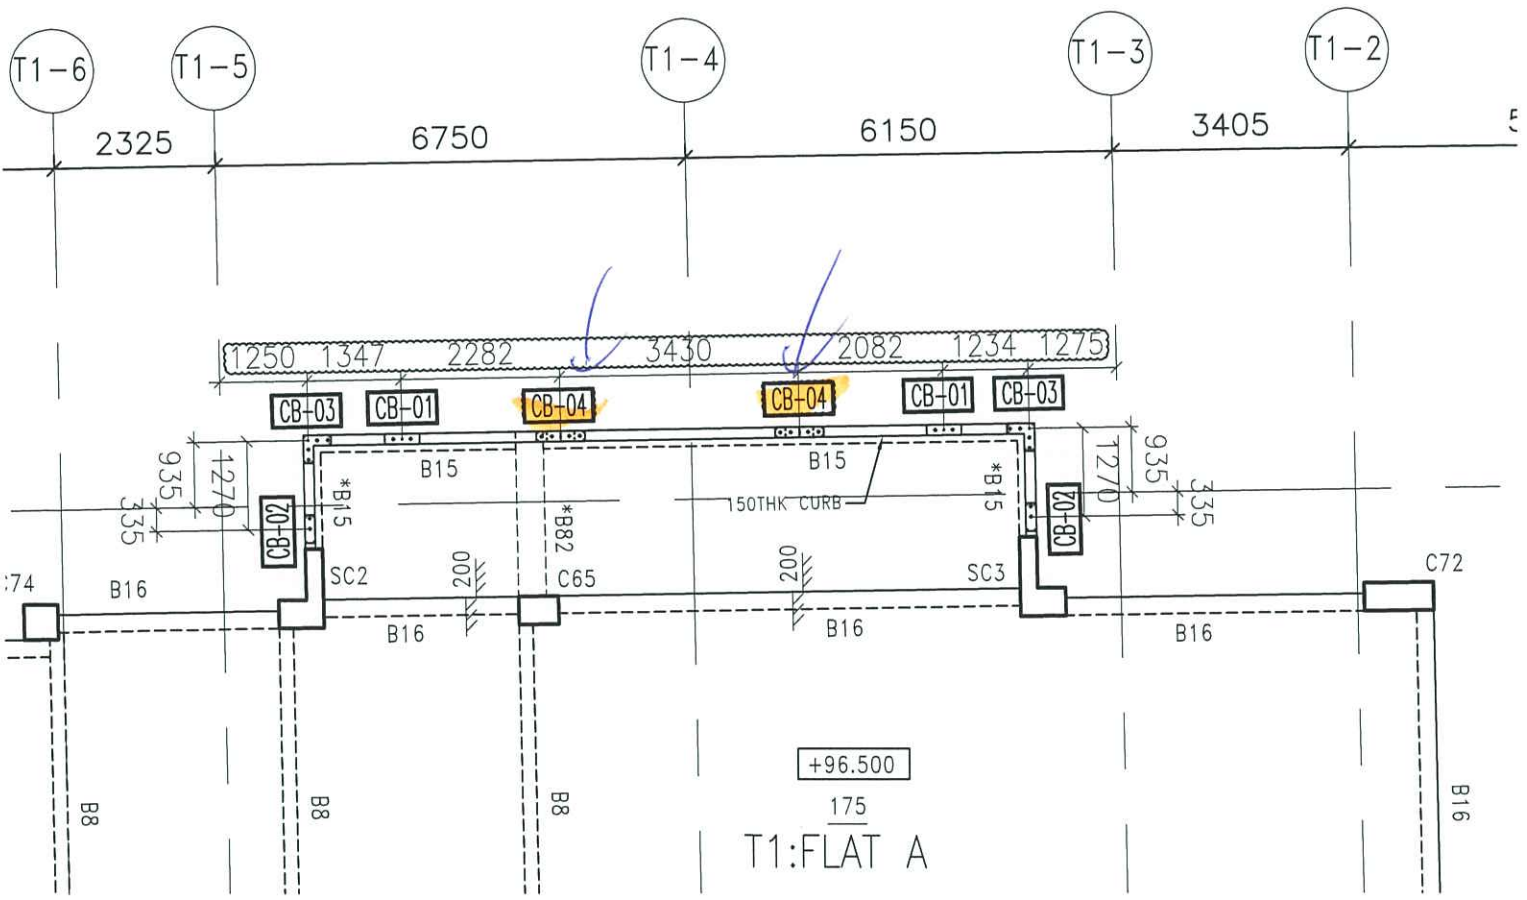 T1-6 T1-5 T1-4 T1-3 T1-2
2325 6750 6150 3405
1250 1347 2282 3430 2082 1234 1275
CB-03 CB-01 CB-04 CB-04 CB-01 CB-03
935 1270 335 CB-02
*B15 B15 B15 *B15
150THK CURB
*B82
CB-02 1270 935 335
SC2 200 C65 200 SC3 C72
B16 B16 B16 B16
+96.500
175
T1:FLAT A
B8 B8 B8 B16